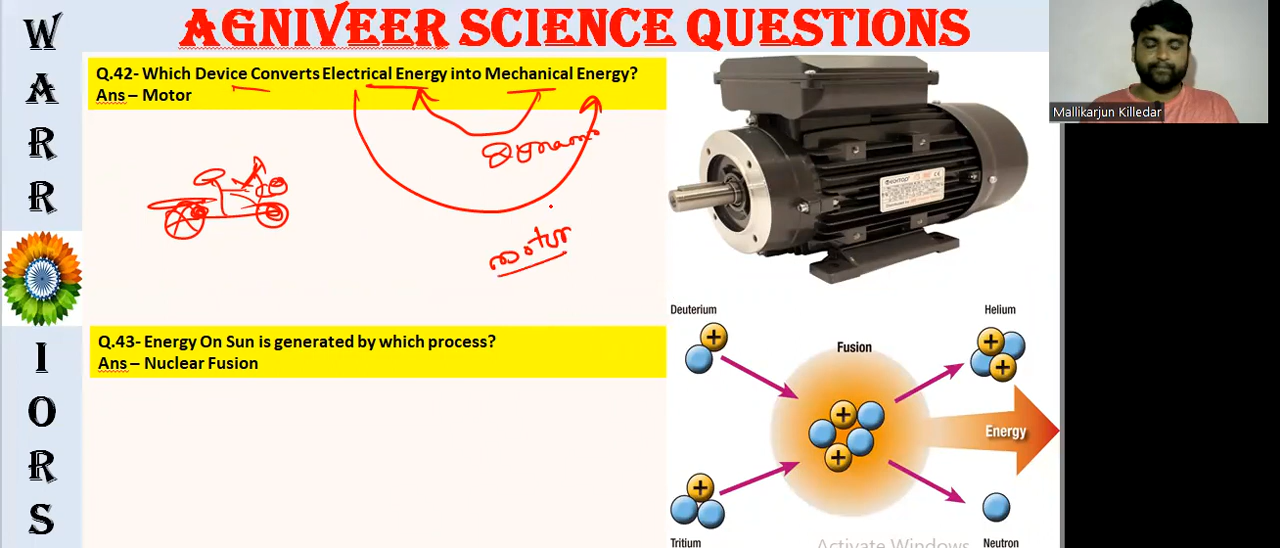 WARRIORS
AGNIVEER SCIENCE QUESTIONS
Q.42- Which Device Converts Electrical Energy into Mechanical Energy?
Ans – Motor
motor
Mallikarjun Killedar
Q.43- Energy On Sun is generated by which process?
Ans – Nuclear Fusion
Deuterium
Helium
Fusion
+
+
+
+
+
+
Energy
Tritium
Neutron
Activate Windows